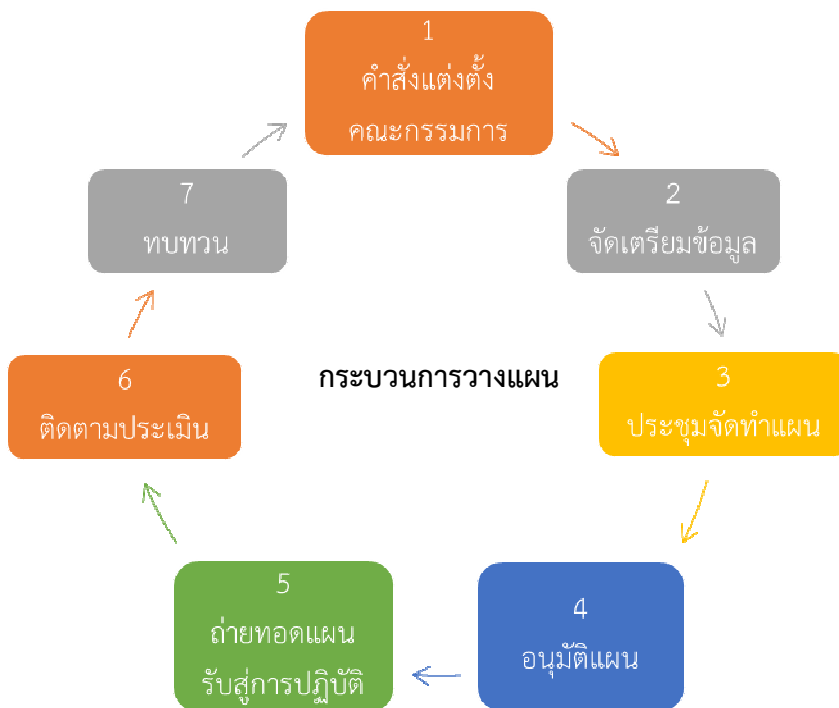 1
คำสั่งแต่งตั้ง
คณะกรรมการ
2
จัดเตรียมข้อมูล
3
ประชุมจัดทำแผน
4
อนุมัติแผน
5
ถ่ายทอดแผน
รับสู่การปฏิบัติ
6
ติดตามประเมิน
7
ทบทวน
กระบวนการวางแผน